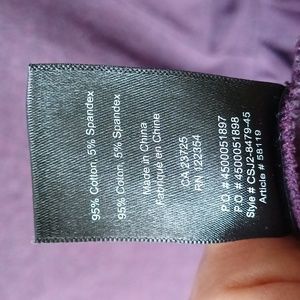 95% Cotton, 5% Spandex
95% Cotton, 5% Spandex
Made in China
Fabriqué en Chine
CA 23725
RN 122354
P.O # 4500051897
P.O # 4500051898
Style # CSJ2-8479-45
Article # 58119